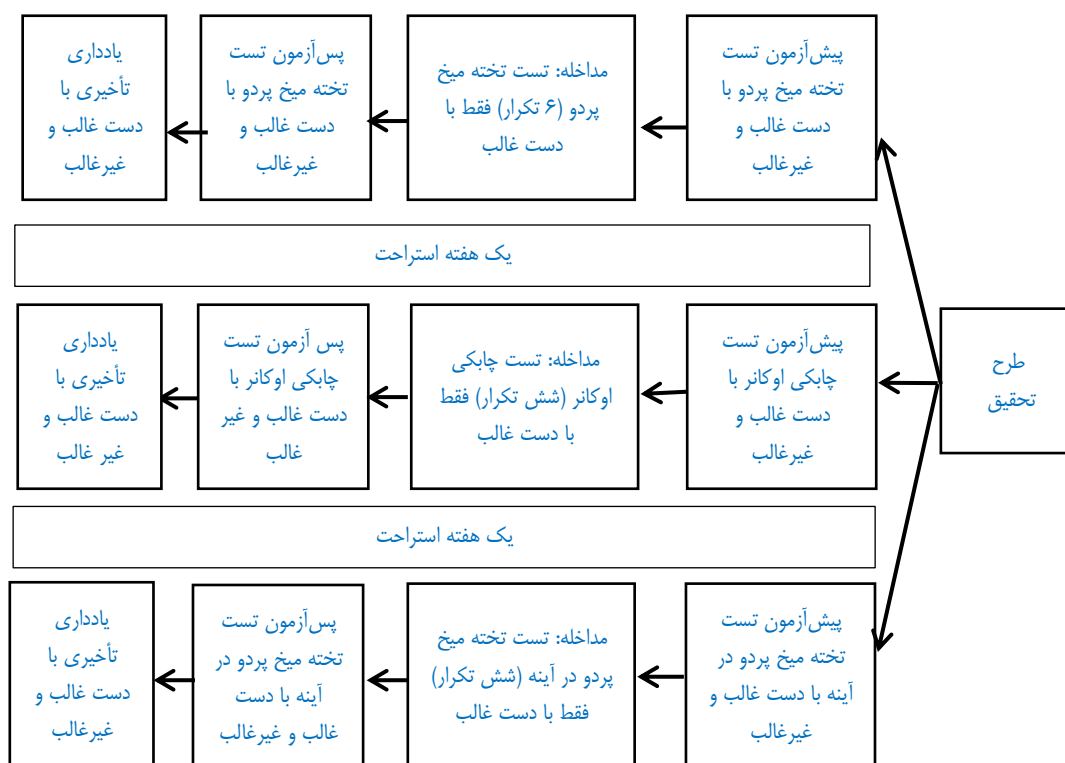 طرح
تحقیق
پیش‌آزمون تست
تخته میخ پردو با
دست غالب و
غیرغالب
مداخله: تست تخته میخ
پردو (۶ تکرار) فقط با
دست غالب
پس‌آزمون تست
تخته میخ پردو با
دست غالب و
غیرغالب
یادداری
تأخیری با
دست غالب و
غیرغالب
یک هفته استراحت
پیش‌آزمون تست
چابکی اوکانر با
دست غالب و
غیرغالب
مداخله: تست چابکی
اوکانر (شش تکرار) فقط
با دست غالب
پس آزمون تست
چابکی اوکانر با
دست غالب و غیر
غالب
یادداری
تأخیری با
دست غالب و
غیر غالب
یک هفته استراحت
پیش‌آزمون تست
تخته میخ پردو در
آینه با دست غالب و
غیرغالب
مداخله: تست تخته میخ
پردو در آینه (شش تکرار)
فقط با دست غالب
پس‌آزمون تست
تخته میخ پردو در
آینه با دست
غالب و غیرغالب
یادداری
تأخیری با
دست غالب و
غیرغالب